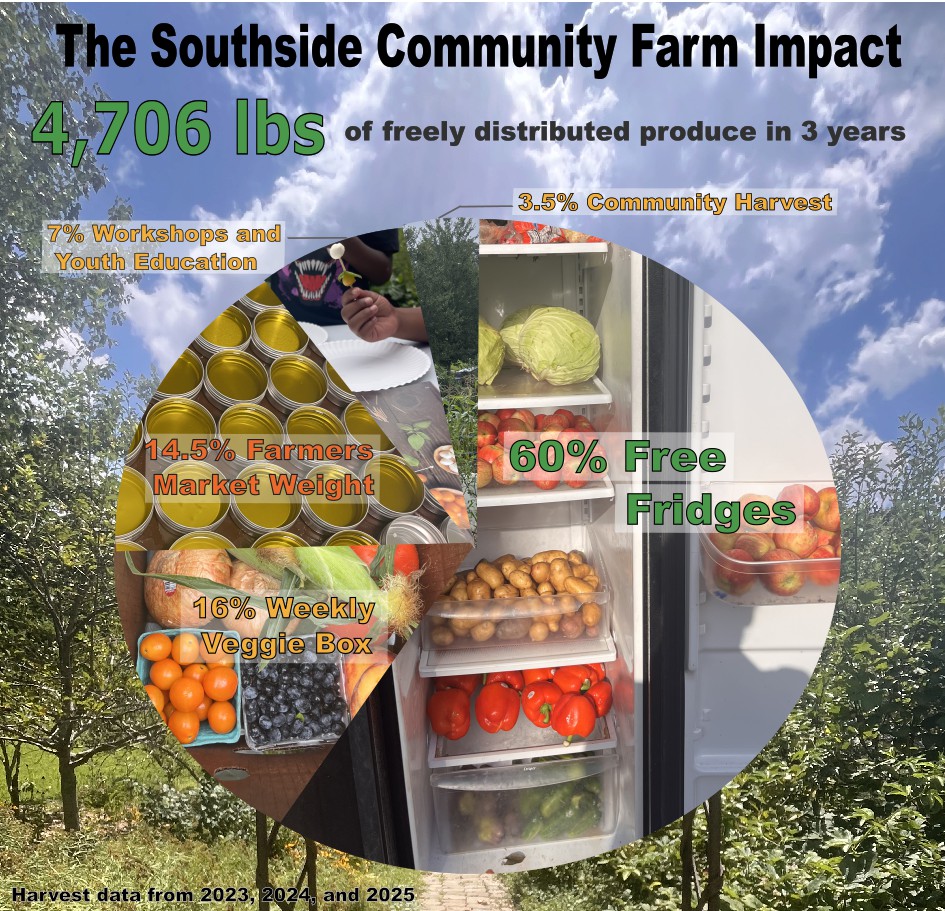 The Southside Community Farm Impact
4,706 lbs of freely distributed produce in 3 years
3.5% Community Harvest
7% Workshops and
Youth Education
14.5% Farmers
Market Weight
60% Free
Fridges
16% Weekly
Veggie Box
Harvest data from 2023, 2024, and 2025